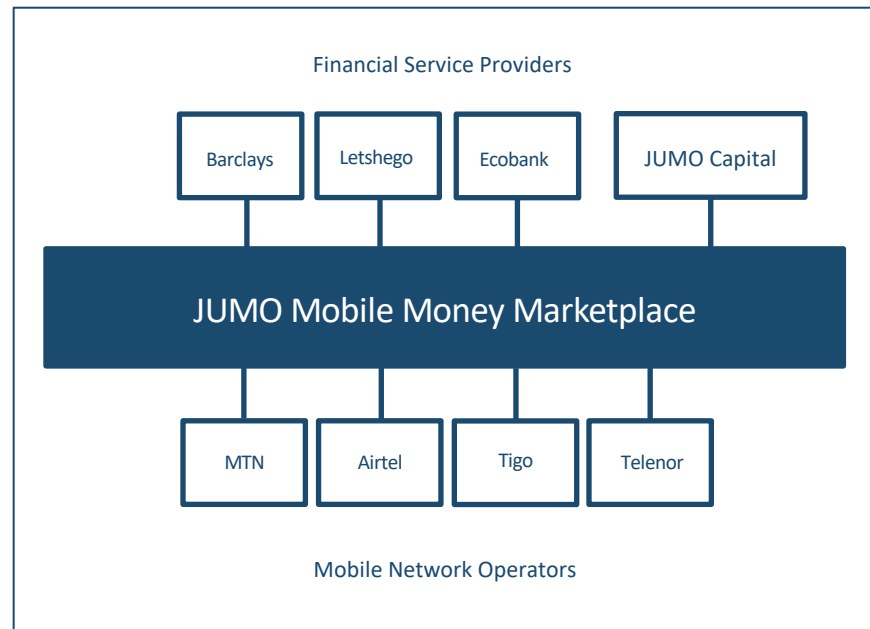 Financial Service Providers
Barclays
Letshego
Ecobank
JUMO Capital
JUMO Mobile Money Marketplace
MTN
Airtel
Tigo
Telenor
Mobile Network Operators